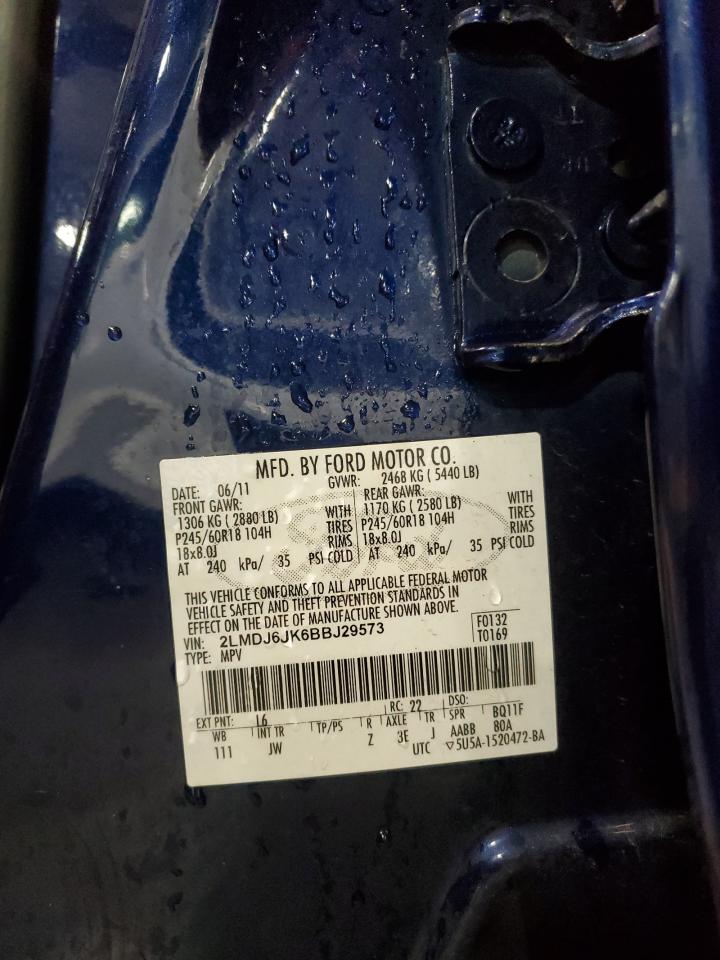 MFD. BY FORD MOTOR CO.
DATE: 06/11 GVWR: 2468 KG ( 5440 LB)
FRONT GAWR: REAR GAWR:
1306 KG ( 2880 LB) WITH 1170 KG ( 2580 LB) WITH
P245/60R18 104H TIRES P245/60R18 104H TIRES
18x8.0J RIMS 18x8.0J RIMS
AT 240 kPa/ 35 PSI COLD AT 240 kPa/ 35 PSI COLD
THIS VEHICLE CONFORMS TO ALL APPLICABLE FEDERAL MOTOR
VEHICLE SAFETY AND THEFT PREVENTION STANDARDS IN
EFFECT ON THE DATE OF MANUFACTURE SHOWN ABOVE.
VIN: 2LMDJ6JK6BBJ29573 F0132
TYPE: MPV T0169
EXT PNT: L6 RC: 22 DSO:
WB INT TR TP/PS R AXLE TR SPR BQ11F
111 JW Z 3E J AABB 80A
UTC ▽5U5A-1520472-BA